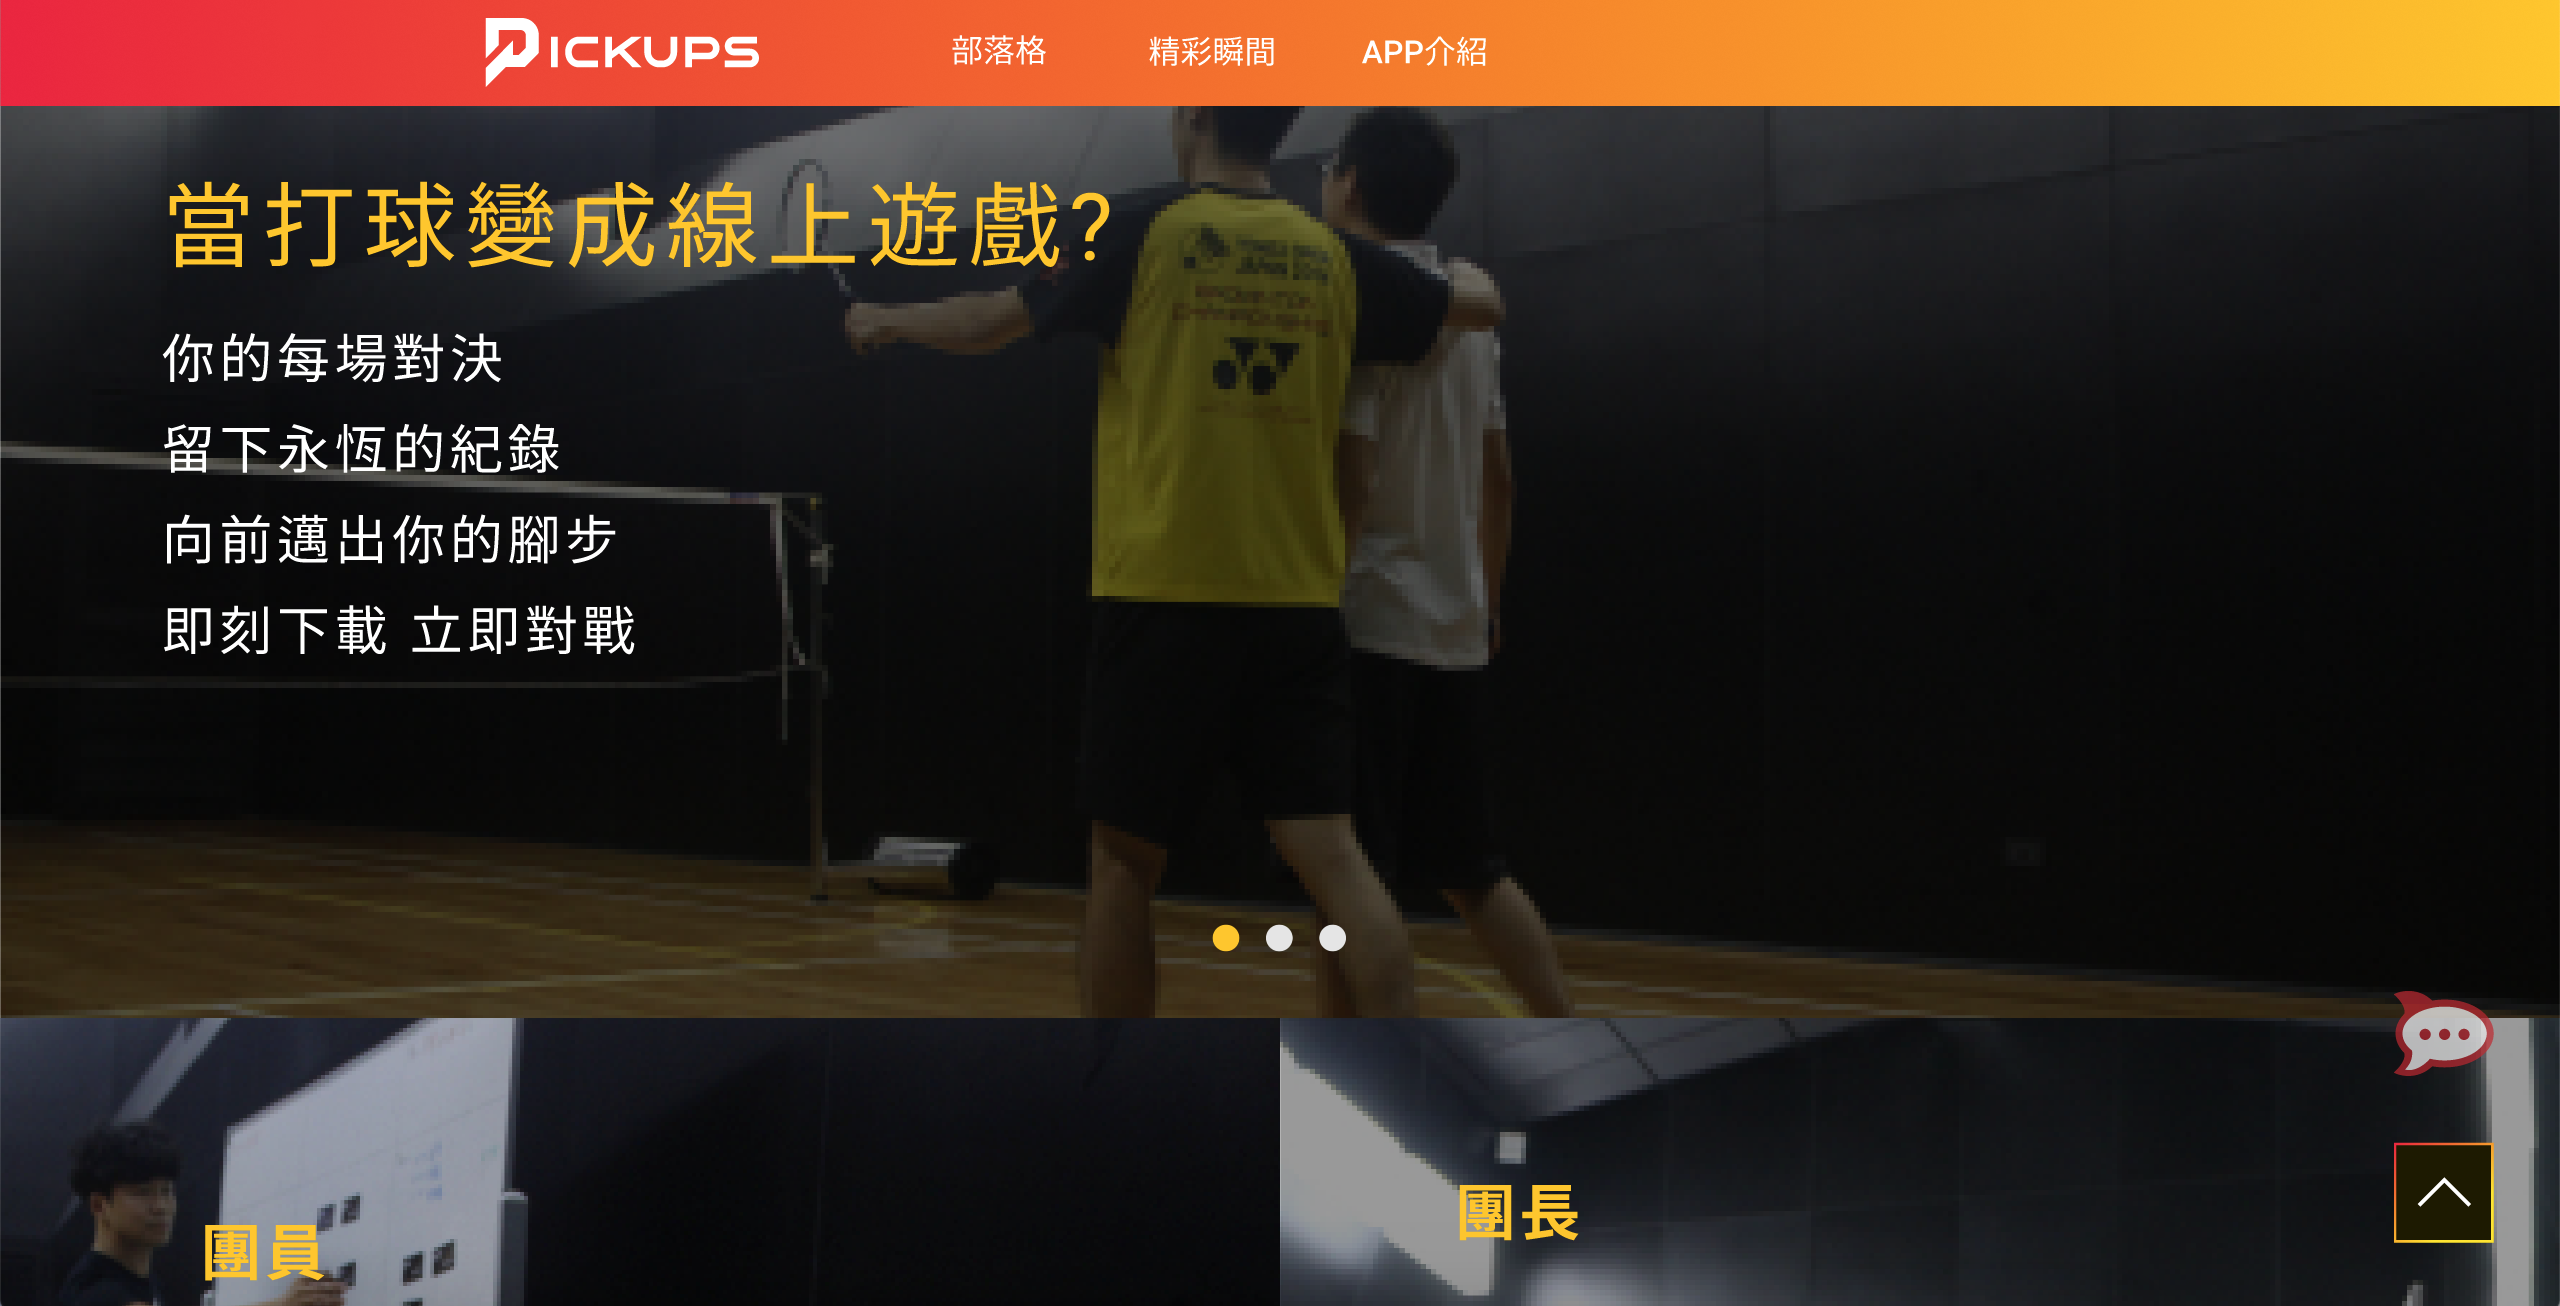 PICKUPS
部落格
精彩瞬間
APP介紹
當打球變成線上遊戲?
你的每場對決
留下永恆的紀錄
向前邁出你的腳步
即刻下載 立即對戰
團員
團長